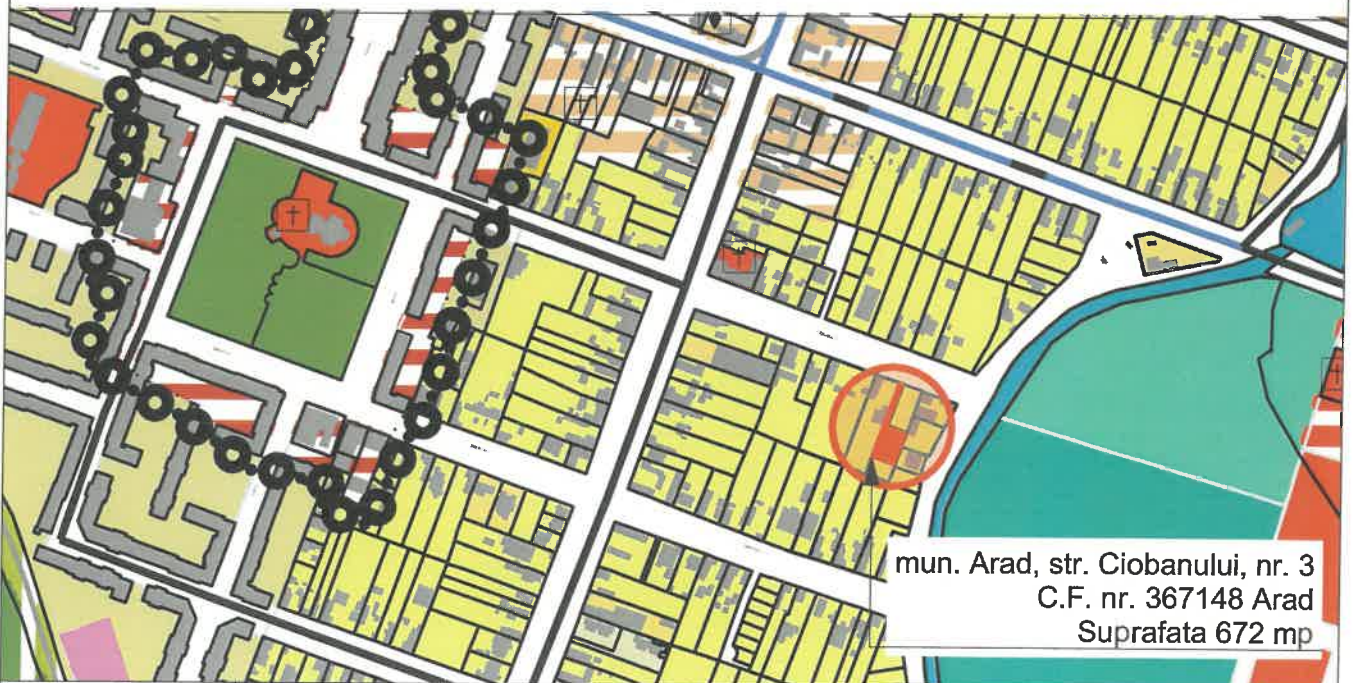 mun. Arad, str. Ciobanului, nr. 3
C.F. nr. 367148 Arad
Suprafata 672 mp